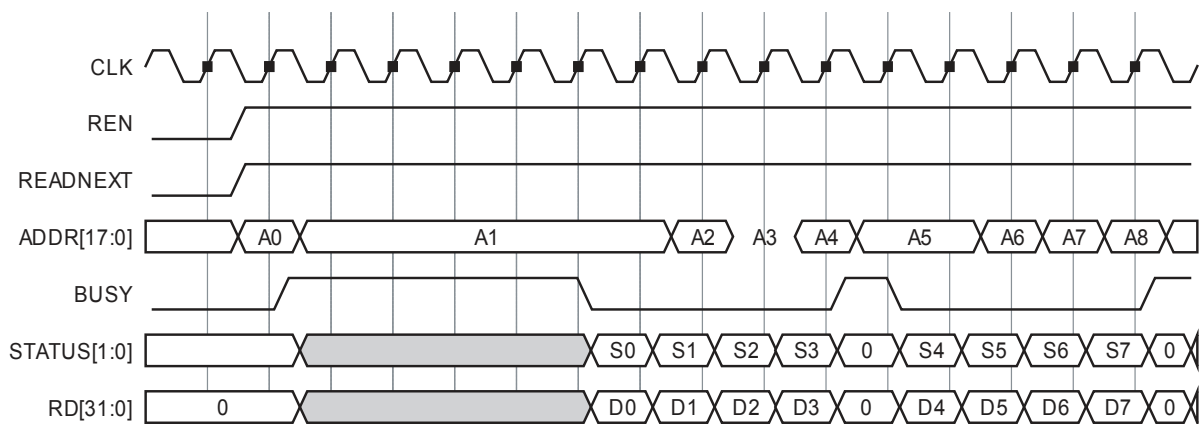 CLK
REN
READNEXT
ADDR[17:0] A0 A1 A2 A3 A4 A5 A6 A7 A8
BUSY
STATUS[1:0] S0 S1 S2 S3 0 S4 S5 S6 S7 0
RD[31:0] 0 D0 D1 D2 D3 0 D4 D5 D6 D7 0